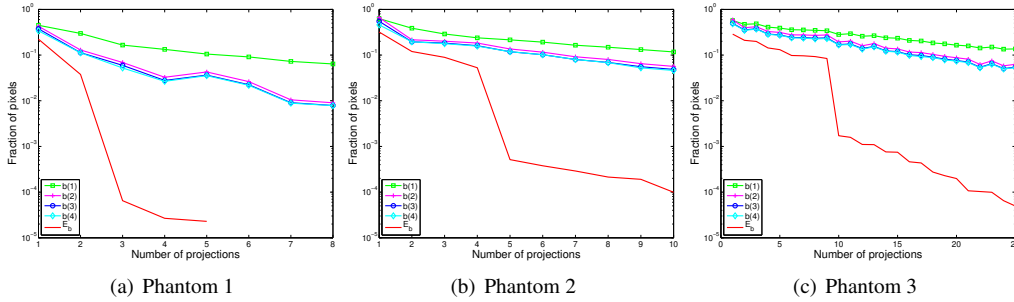 10^0
10^-1
10^-2
10^-3
10^-4
10^-5
Fraction of pixels
b(1)
b(2)
b(3)
b(4)
E_b
1 2 3 4 5 6 7 8
Number of projections
(a) Phantom 1
10^0
10^-1
10^-2
10^-3
10^-4
10^-5
Fraction of pixels
b(1)
b(2)
b(3)
b(4)
E_b
1 2 3 4 5 6 7 8 9 10
Number of projections
(b) Phantom 2
10^0
10^-1
10^-2
10^-3
10^-4
10^-5
Fraction of pixels
b(1)
b(2)
b(3)
b(4)
E_b
0 5 10 15 20 25
Number of projections
(c) Phantom 3